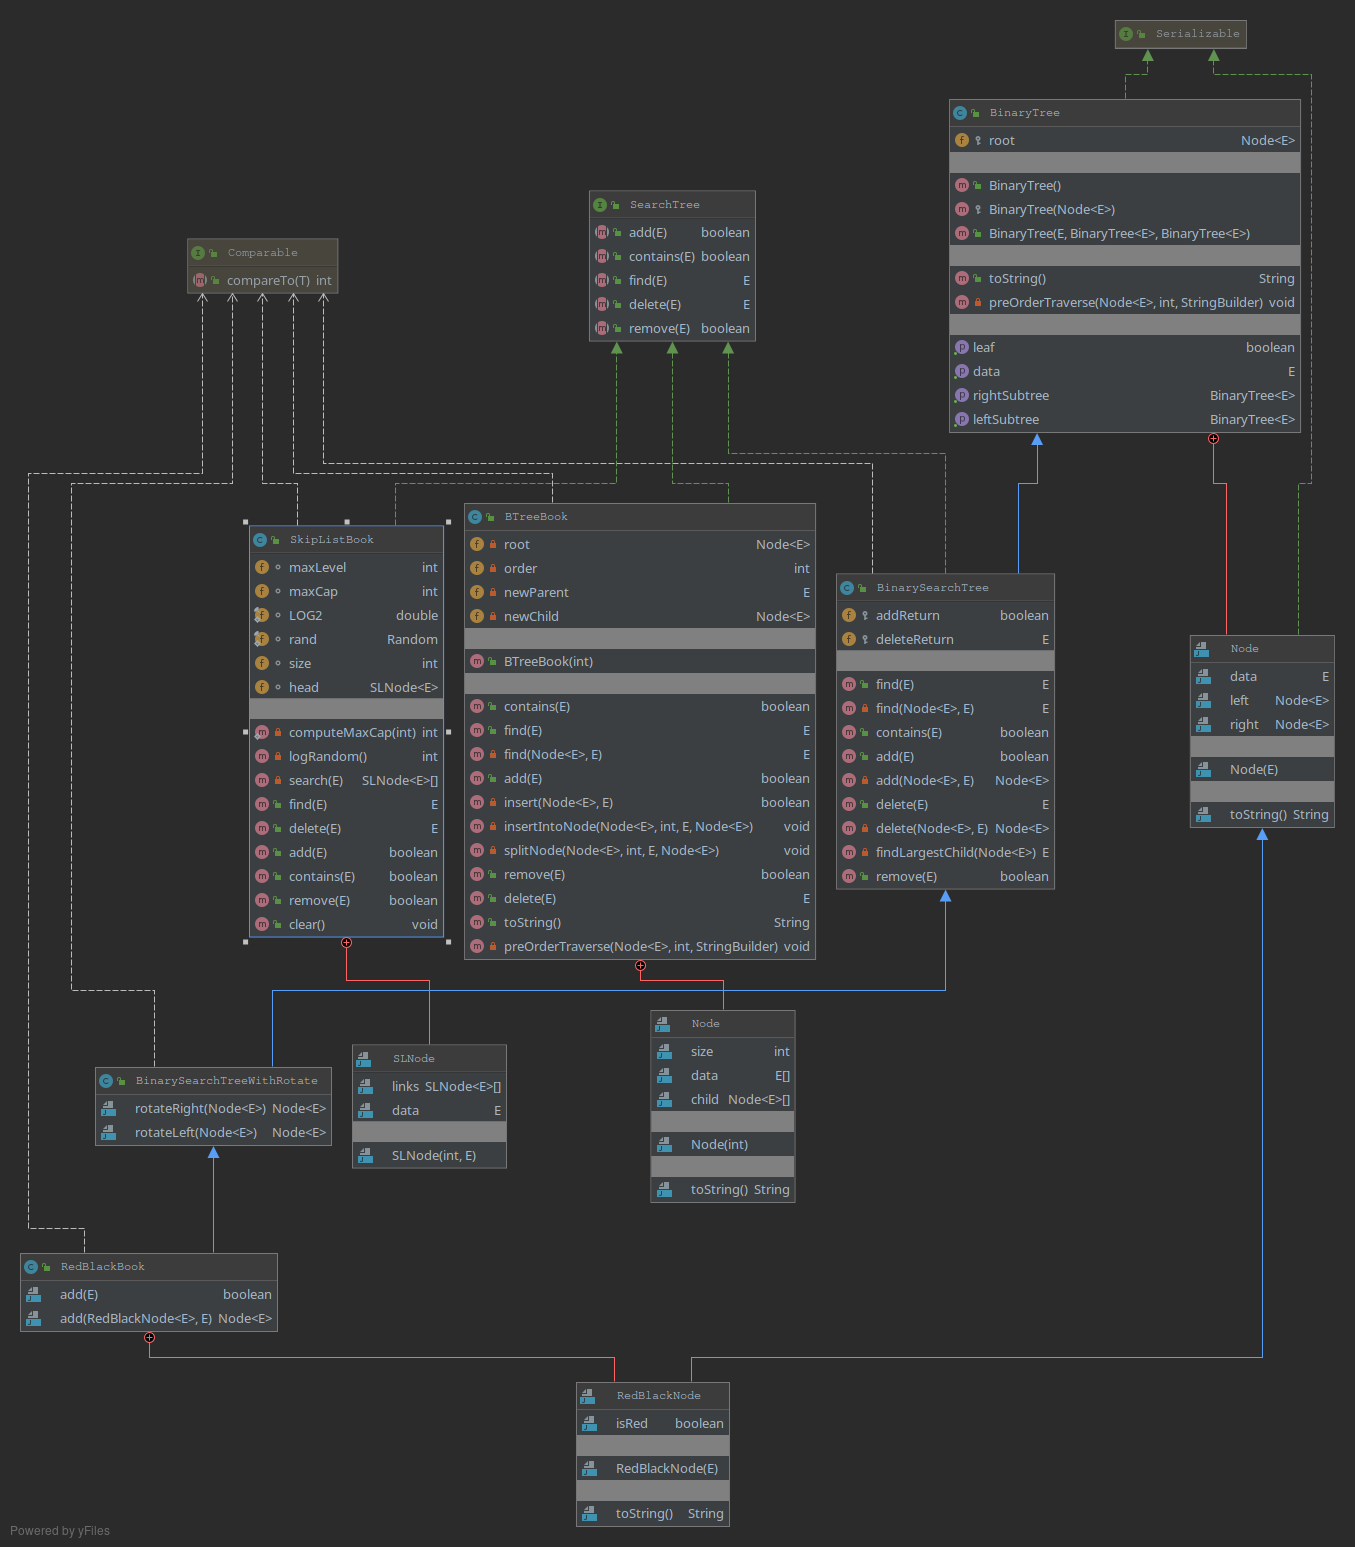 Serializable
BinaryTree
root Node<E>
BinaryTree()
BinaryTree(Node<E>)
BinaryTree(E, BinaryTree<E>, BinaryTree<E>)
toString() String
preOrderTraverse(Node<E>, int, StringBuilder) void
leaf boolean
data E
rightSubtree BinaryTree<E>
leftSubtree BinaryTree<E>
SearchTree
add(E) boolean
contains(E) boolean
find(E) E
delete(E) E
remove(E) boolean
Comparable
compareTo(T) int
SkipListBook
maxLevel int
maxCap int
LOG2 double
rand Random
size int
head SLNode<E>
computeMaxCap(int) int
logRandom() int
search(E) SLNode<E>[]
find(E) E
delete(E) E
add(E) boolean
contains(E) boolean
remove(E) boolean
clear() void
BTreeBook
root Node<E>
order int
newParent E
newChild Node<E>
BTreeBook(int)
contains(E) boolean
find(E) E
find(Node<E>, E) E
add(E) boolean
insert(Node<E>, E) boolean
insertIntoNode(Node<E>, int, E, Node<E>) void
splitNode(Node<E>, int, E, Node<E>) void
remove(E) boolean
delete(E) E
toString() String
preOrderTraverse(Node<E>, int, StringBuilder) void
BinarySearchTree
addReturn boolean
deleteReturn E
find(E) E
find(Node<E>, E) E
contains(E) boolean
add(E) boolean
add(Node<E>, E) Node<E>
delete(E) E
delete(Node<E>, E) Node<E>
findLargestChild(Node<E>) E
remove(E) boolean
Node
data E
left Node<E>
right Node<E>
Node(E)
toString() String
BinarySearchTreeWithRotate
rotateRight(Node<E>) Node<E>
rotateLeft(Node<E>) Node<E>
SLNode
links SLNode<E>[]
data E
SLNode(int, E)
Node
size int
data E[]
child Node<E>[]
Node(int)
toString() String
RedBlackBook
add(E) boolean
add(RedBlackNode<E>, E) Node<E>
RedBlackNode
isRed boolean
RedBlackNode(E)
toString() String
Powered by yFiles